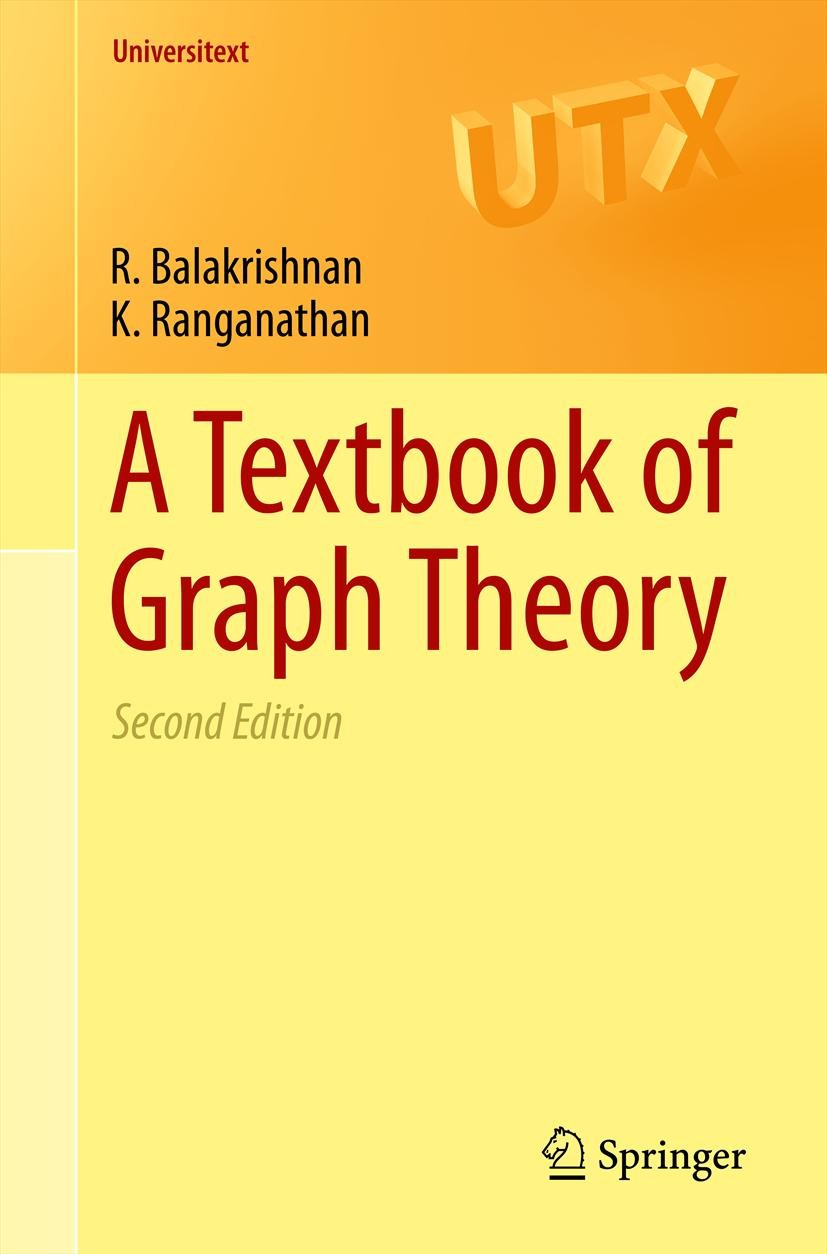 Universitext
UTX
R. Balakrishnan
K. Ranganathan
A Textbook of
Graph Theory
Second Edition
Springer